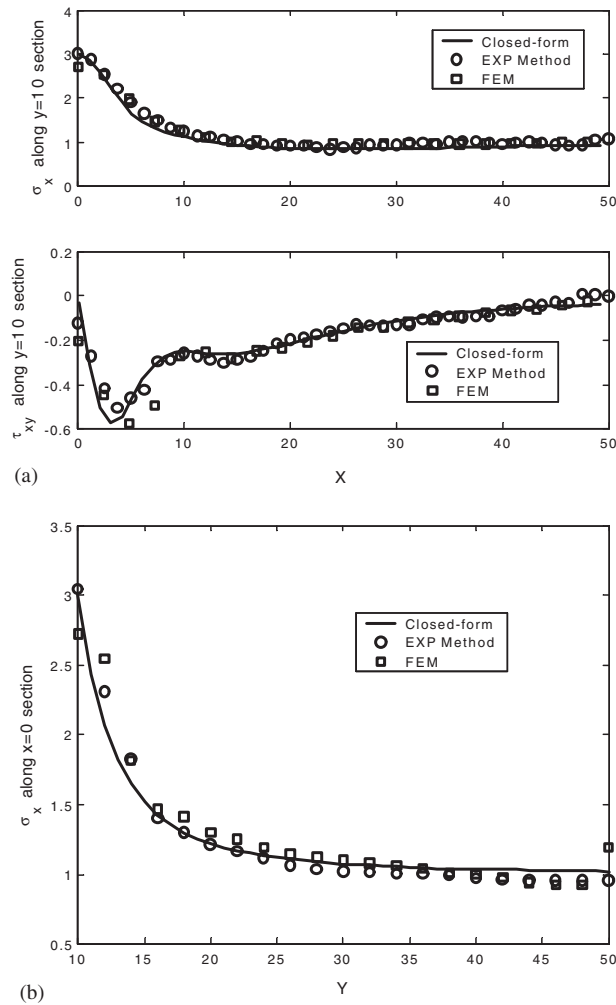 4
3
2
1
0
σx along y=10 section
Closed-form
EXP Method
FEM
0 10 20 30 40 50
0.2
0
-0.2
-0.4
-0.6
τxy along y=10 section
Closed-form
EXP Method
FEM
0 10 20 30 40 50
(a)
X
3.5
3
2.5
2
1.5
1
0.5
σx along x=0 section
Closed-form
EXP Method
FEM
10 15 20 25 30 35 40 45 50
(b)
Y